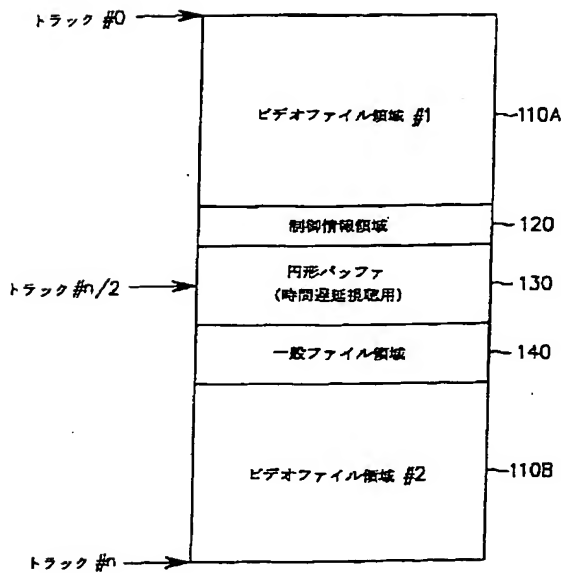 トラック #0
ビデオファイル領域 #1
110A
制御情報領域
120
円形バッファ
(時間遅延視聴用)
130
トラック #n/2
一般ファイル領域
140
ビデオファイル領域 #2
110B
トラック #n